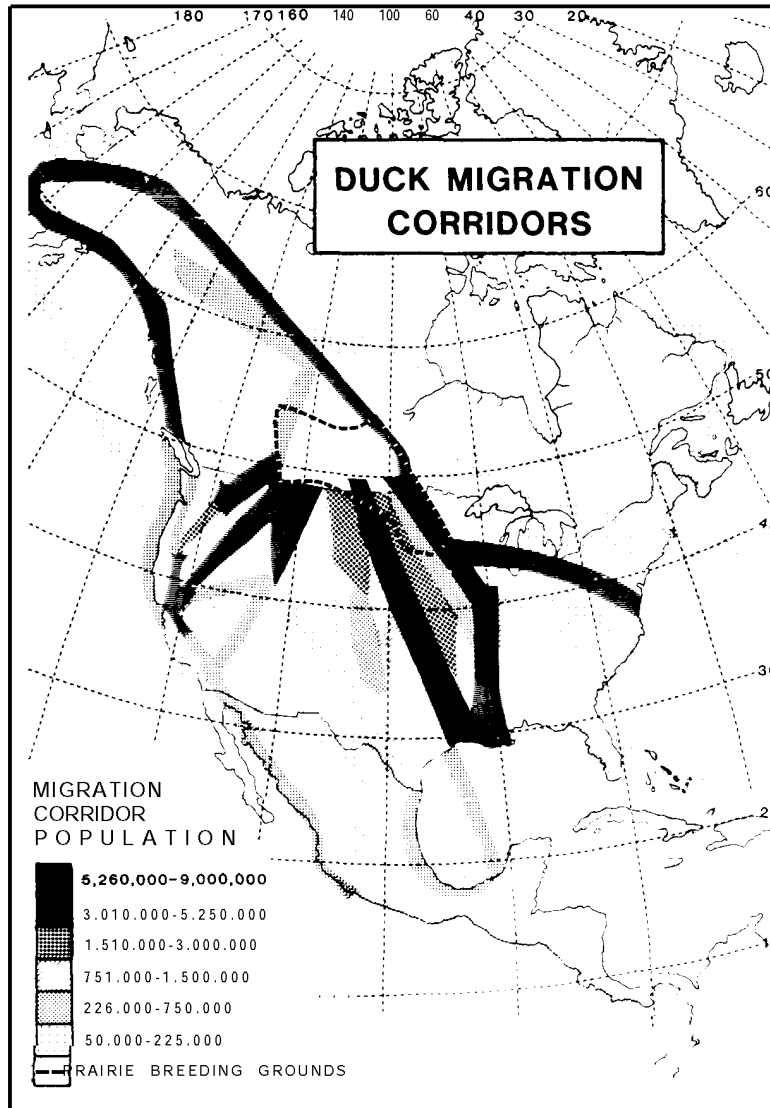 180 170 160 140 100 60 40 30 20
DUCK MIGRATION
CORRIDORS
60
50
30
MIGRATION
CORRIDOR
POPULATION
5,260,000-9,000,000
3.010.000-5.250.000
1.510.000-3.000.000
751.000-1.500.000
226.000-750.000
50.000-225.000
PRAIRIE BREEDING GROUNDS